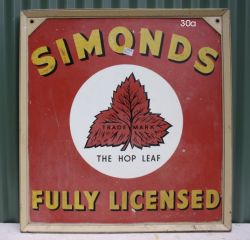 30a
SIMONDS
TRADE MARK
THE HOP LEAF
FULLY LICENSED